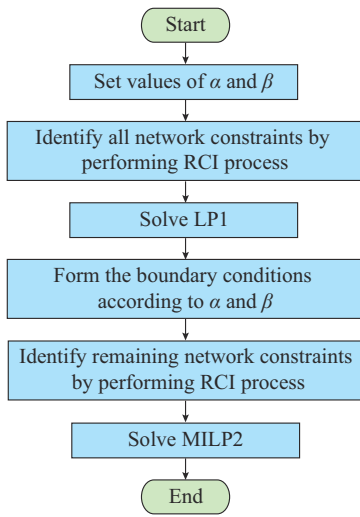 Start
Set values of α and β
Identify all network constraints by
performing RCI process
Solve LP1
Form the boundary conditions
according to α and β
Identify remaining network constraints
by performing RCI process
Solve MILP2
End